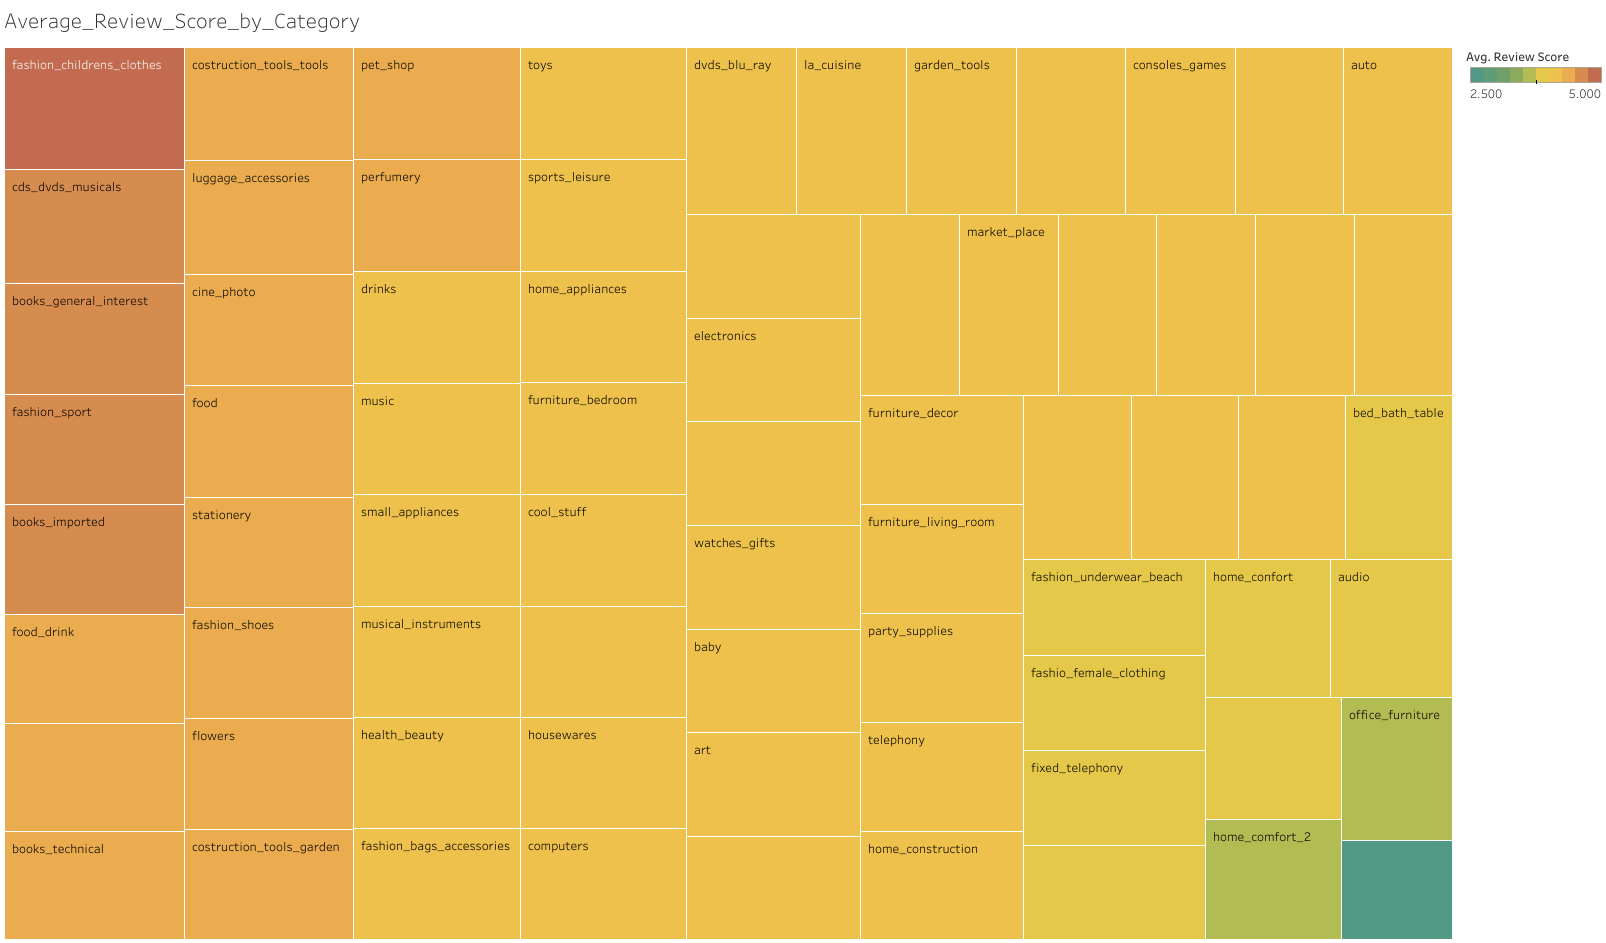 Average_Review_Score_by_Category
fashion_childrens_clothes
cds_dvds_musicals
books_general_interest
fashion_sport
books_imported
food_drink
books_technical
costruction_tools_tools
luggage_accessories
cine_photo
food
stationery
fashion_shoes
flowers
costruction_tools_garden
pet_shop
perfumery
drinks
music
small_appliances
musical_instruments
health_beauty
fashion_bags_accessories
toys
sports_leisure
home_appliances
furniture_bedroom
cool_stuff
housewares
computers
dvds_blu_ray
la_cuisine
garden_tools
consoles_games
auto
electronics
watches_gifts
baby
art
market_place
furniture_decor
furniture_living_room
party_supplies
telephony
home_construction
bed_bath_table
fashion_underwear_beach
fashio_female_clothing
fixed_telephony
home_confort
audio
office_furniture
home_comfort_2
Avg. Review Score
2.500 5.000